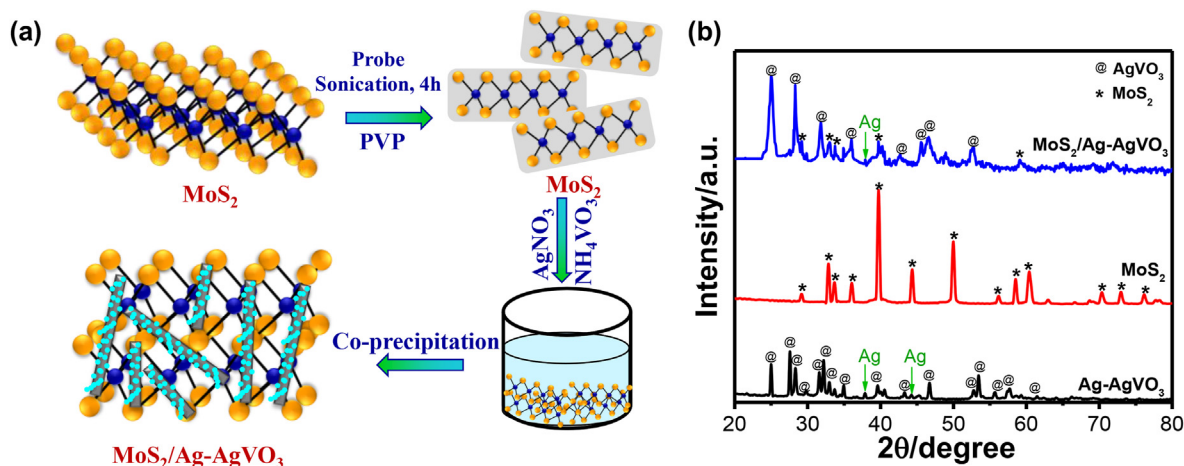 (a)
Probe
Sonication, 4h
PVP
MoS₂
MoS₂
AgNO₃
NH₄VO₃
Co-precipitation
MoS₂/Ag-AgVO₃
(b)
Intensity/a.u.
@ AgVO₃
* MoS₂
@ @ @ * * @ Ag * @ @ @ @ *
MoS₂/Ag-AgVO₃
* * * * * * * * * * * * *
MoS₂
@ @ @ @ @ @ @ @ @ Ag @ @ Ag @ @ @ @ @ @
Ag-AgVO₃
20 30 40 50 60 70 80
2θ/degree